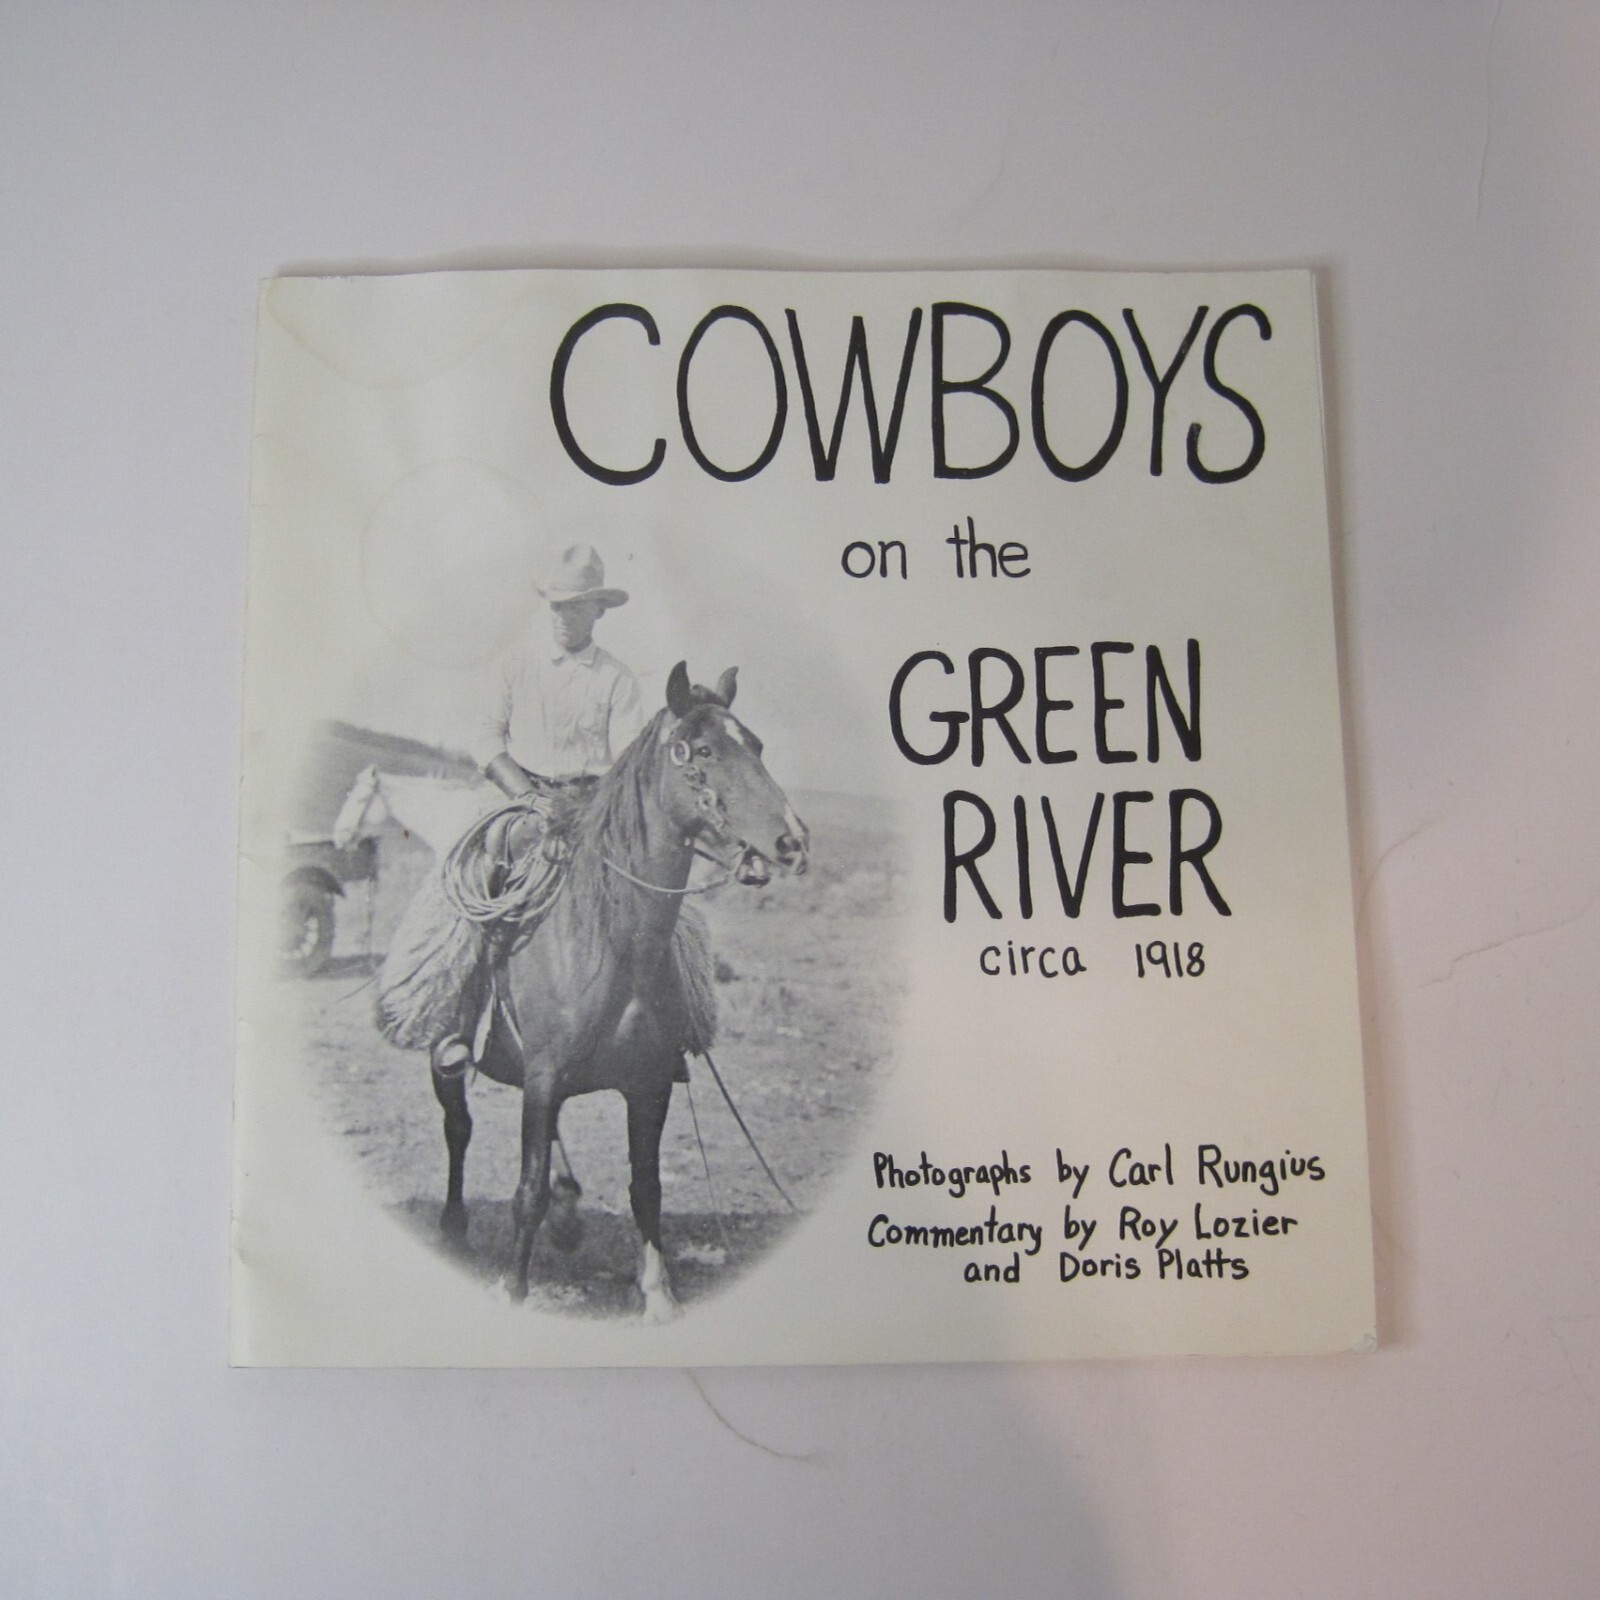 COWBOYS
on the
GREEN
RIVER
circa 1918
Photographs by Carl Rungius
Commentary by Roy Lozier
and Doris Platts